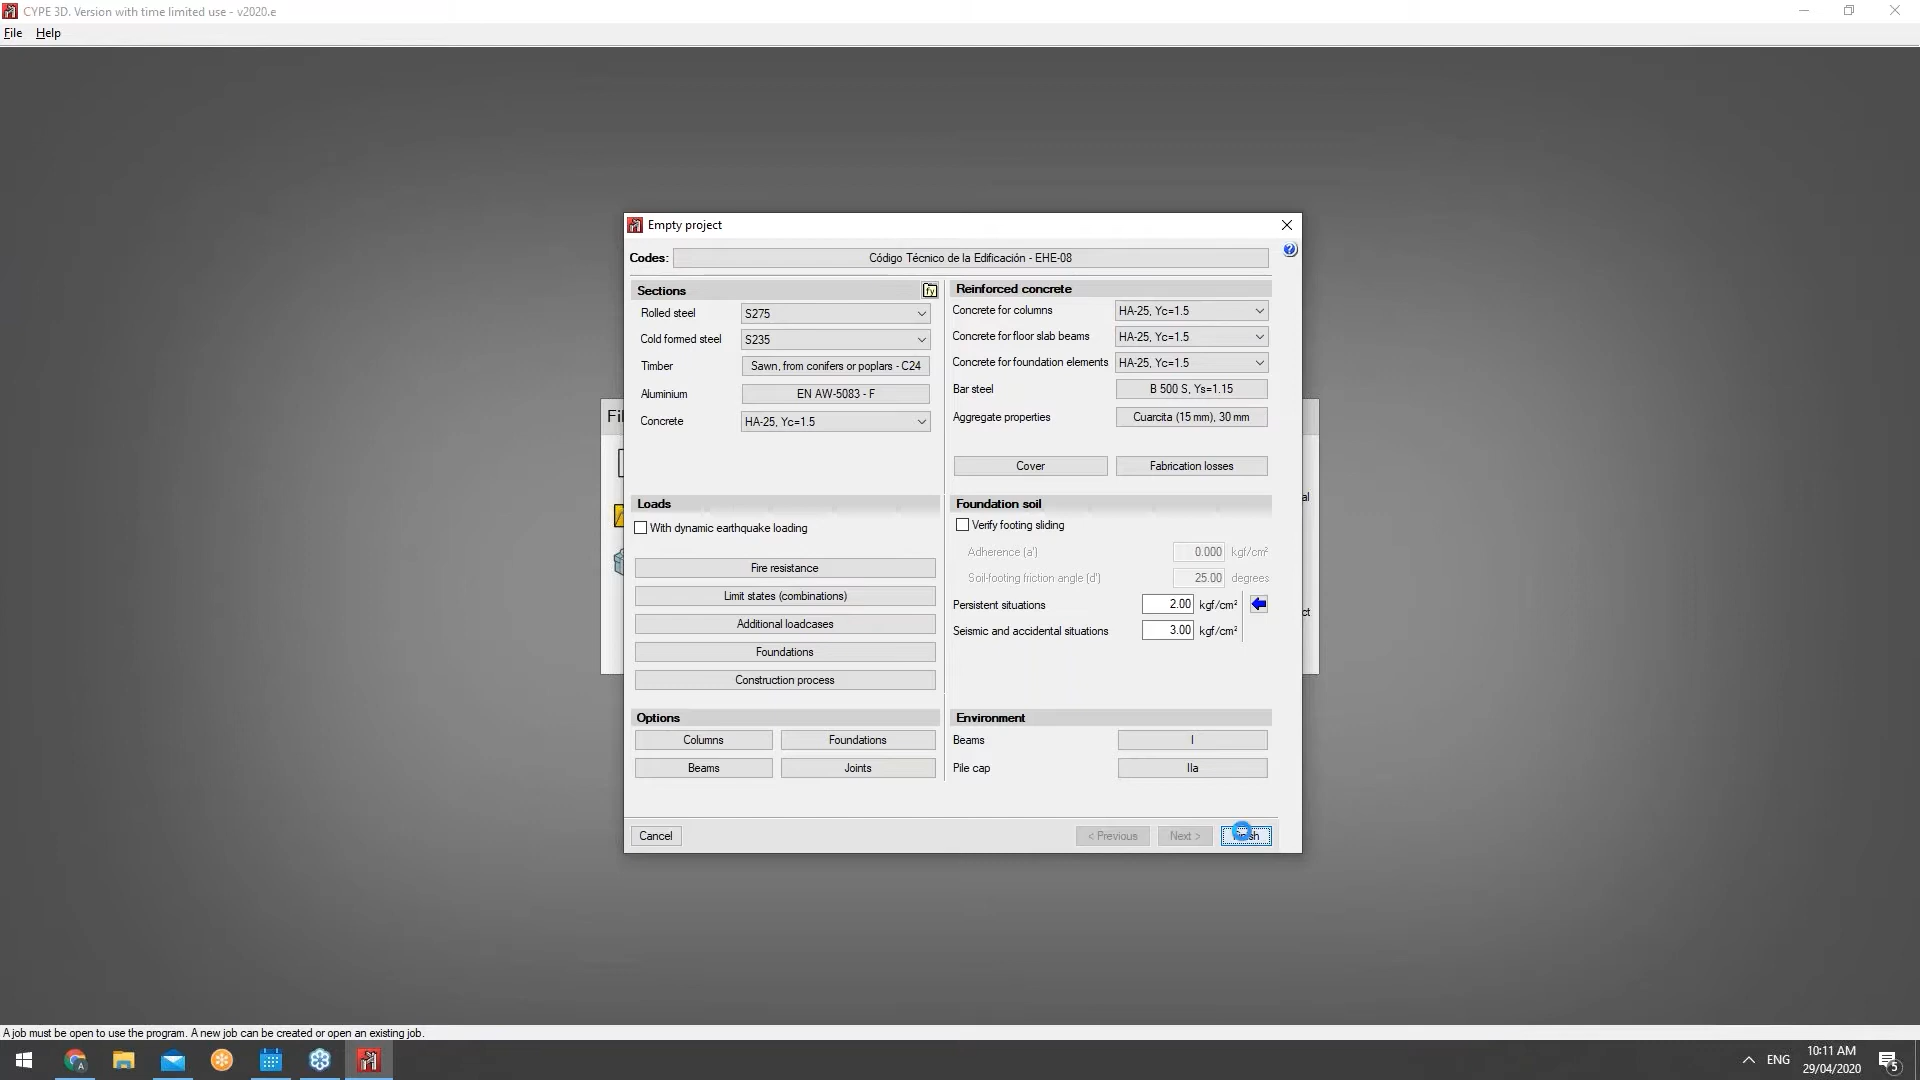 CYPE 3D. Version with time limited use - v2020.e
File Help
Empty project
Codes: Código Técnico de la Edificación - EHE-08
Sections
fy
Rolled steel S275
Cold formed steel S235
Timber Sawn, from conifers or poplars - C24
Aluminium EN AW-5083 - F
Concrete HA-25, Yc=1.5
Reinforced concrete
Concrete for columns HA-25, Yc=1.5
Concrete for floor slab beams HA-25, Yc=1.5
Concrete for foundation elements HA-25, Yc=1.5
Bar steel B 500 S, Ys=1.15
Aggregate properties Cuarcita (15 mm), 30 mm
Cover Fabrication losses
Loads
With dynamic earthquake loading
Fire resistance
Limit states (combinations)
Additional loadcases
Foundations
Construction process
Foundation soil
Verify footing sliding
Adherence (a') 0.000 kgf/cm²
Soil-footing friction angle (d') 25.00 degrees
Persistent situations 2.00 kgf/cm²
Seismic and accidental situations 3.00 kgf/cm²
Options
Columns Foundations
Beams Joints
Environment
Beams I
Pile cap IIa
Cancel < Previous Next >
A job must be open to use the program. A new job can be created or open an existing job.
ENG
10:11 AM
29/04/2020
5